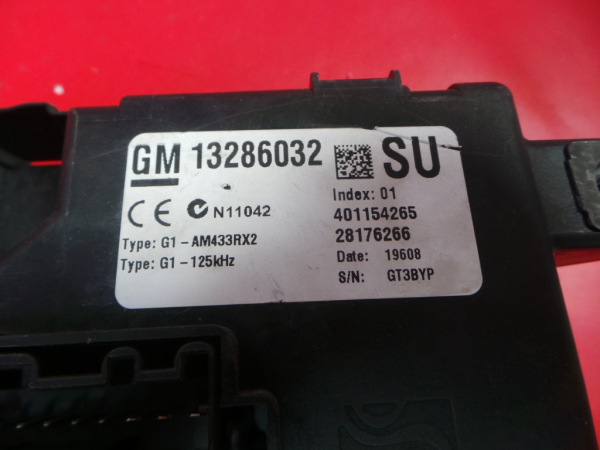 GM 13286032 SU
Index: 01
CE N11042 401154265
Type: G1-AM433RX2 28176266
Type: G1-125kHz Date: 19608
S/N: GT3BYP